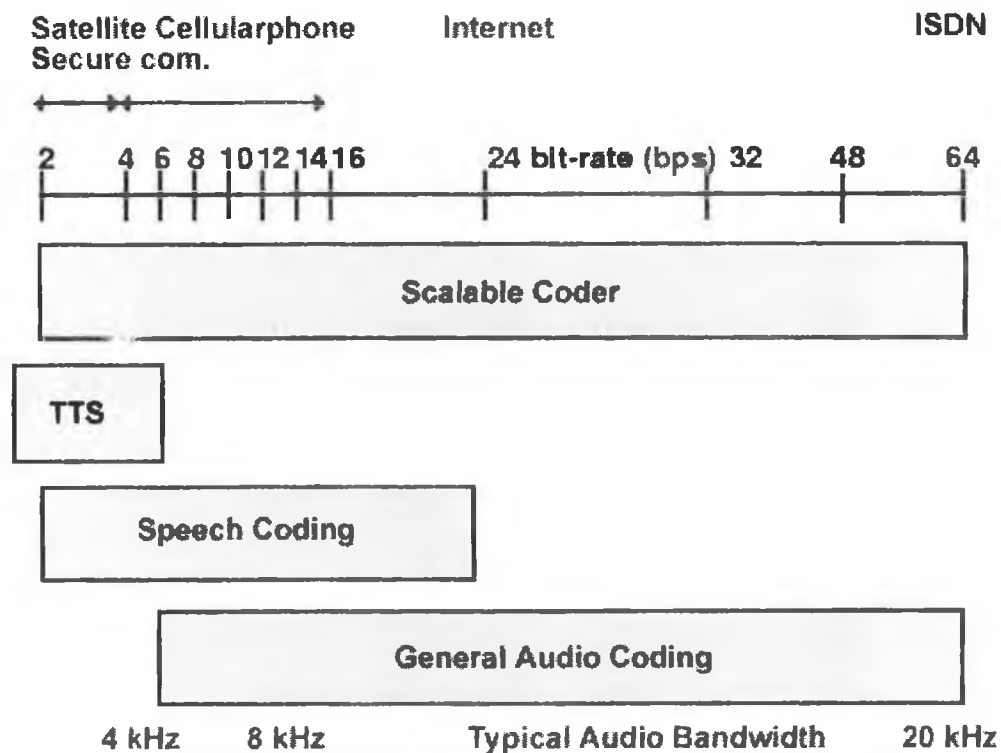 Satellite Cellularphone Internet ISDN
Secure com.
2 4 6 8 10 12 14 16 24 bit-rate (bps) 32 48 64
Scalable Coder
TTS
Speech Coding
General Audio Coding
4 kHz 8 kHz Typical Audio Bandwidth 20 kHz